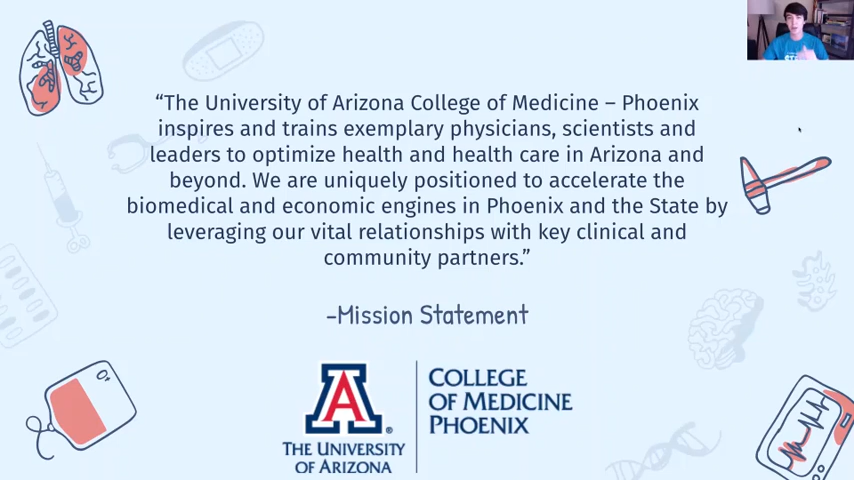 “The University of Arizona College of Medicine – Phoenix
inspires and trains exemplary physicians, scientists and
leaders to optimize health and health care in Arizona and
beyond. We are uniquely positioned to accelerate the
biomedical and economic engines in Phoenix and the State by
leveraging our vital relationships with key clinical and
community partners.”
-Mission Statement
A®
THE UNIVERSITY
OF ARIZONA
COLLEGE
OF MEDICINE
PHOENIX
O+